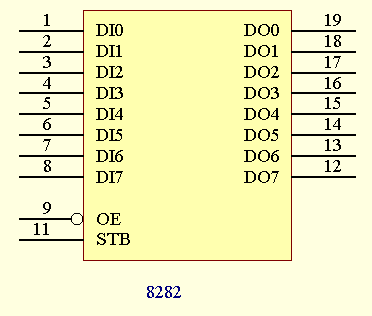 1 DI0 DO0 19
2 DI1 DO1 18
3 DI2 DO2 17
4 DI3 DO3 16
5 DI4 DO4 15
6 DI5 DO5 14
7 DI6 DO6 13
8 DI7 DO7 12
9 OE
11 STB
8282